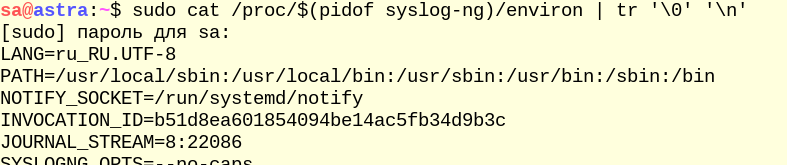 sa@astra:~$ sudo cat /proc/$(pidof syslog-ng)/environ | tr '\0' '\n'
[sudo] пароль для sa:
LANG=ru_RU.UTF-8
PATH=/usr/local/sbin:/usr/local/bin:/usr/sbin:/usr/bin:/sbin:/bin
NOTIFY_SOCKET=/run/systemd/notify
INVOCATION_ID=b51d8ea601854094be14ac5fb34d9b3c
JOURNAL_STREAM=8:22086
SYSLOGNG_OPTS=--no-caps